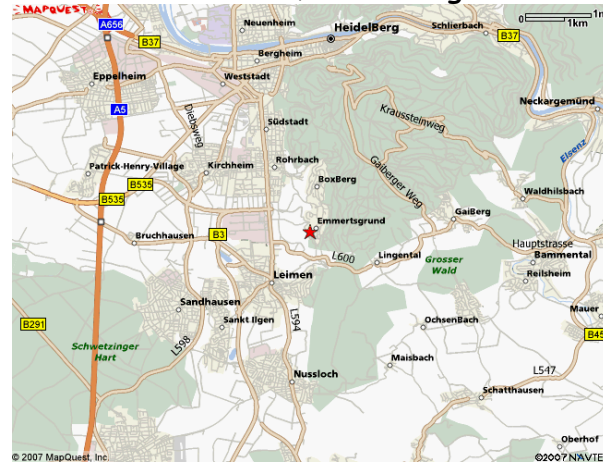 MAPQUEST
A656
B37
Neuenheim
HeidelBerg
Schlierbach
B37
1km
Bergheim
Eppelheim
Weststadt
Neckargemünd
A5
Diebsweg
Südstadt
Kraussteinweg
Elsenz
Patrick-Henry-Village
Kirchheim
Rohrbach
BoxBerg
Gaiberger Weg
Waldhilsbach
B535
B535
Emmertsgrund
GaiBerg
Bruchhausen
B3
Hauptstrasse
L600
Lingental
Grosser
Wald
Bammental
Reilsheim
Leimen
Sandhausen
Sankt Ilgen
L594
OchsenBach
Mauer
B291
B45
Schwetzinger
Hart
L598
Maisbach
L547
Nussloch
Schatthausen
Oberhof
© 2007 MapQuest, Inc.
©2007 NAVTE